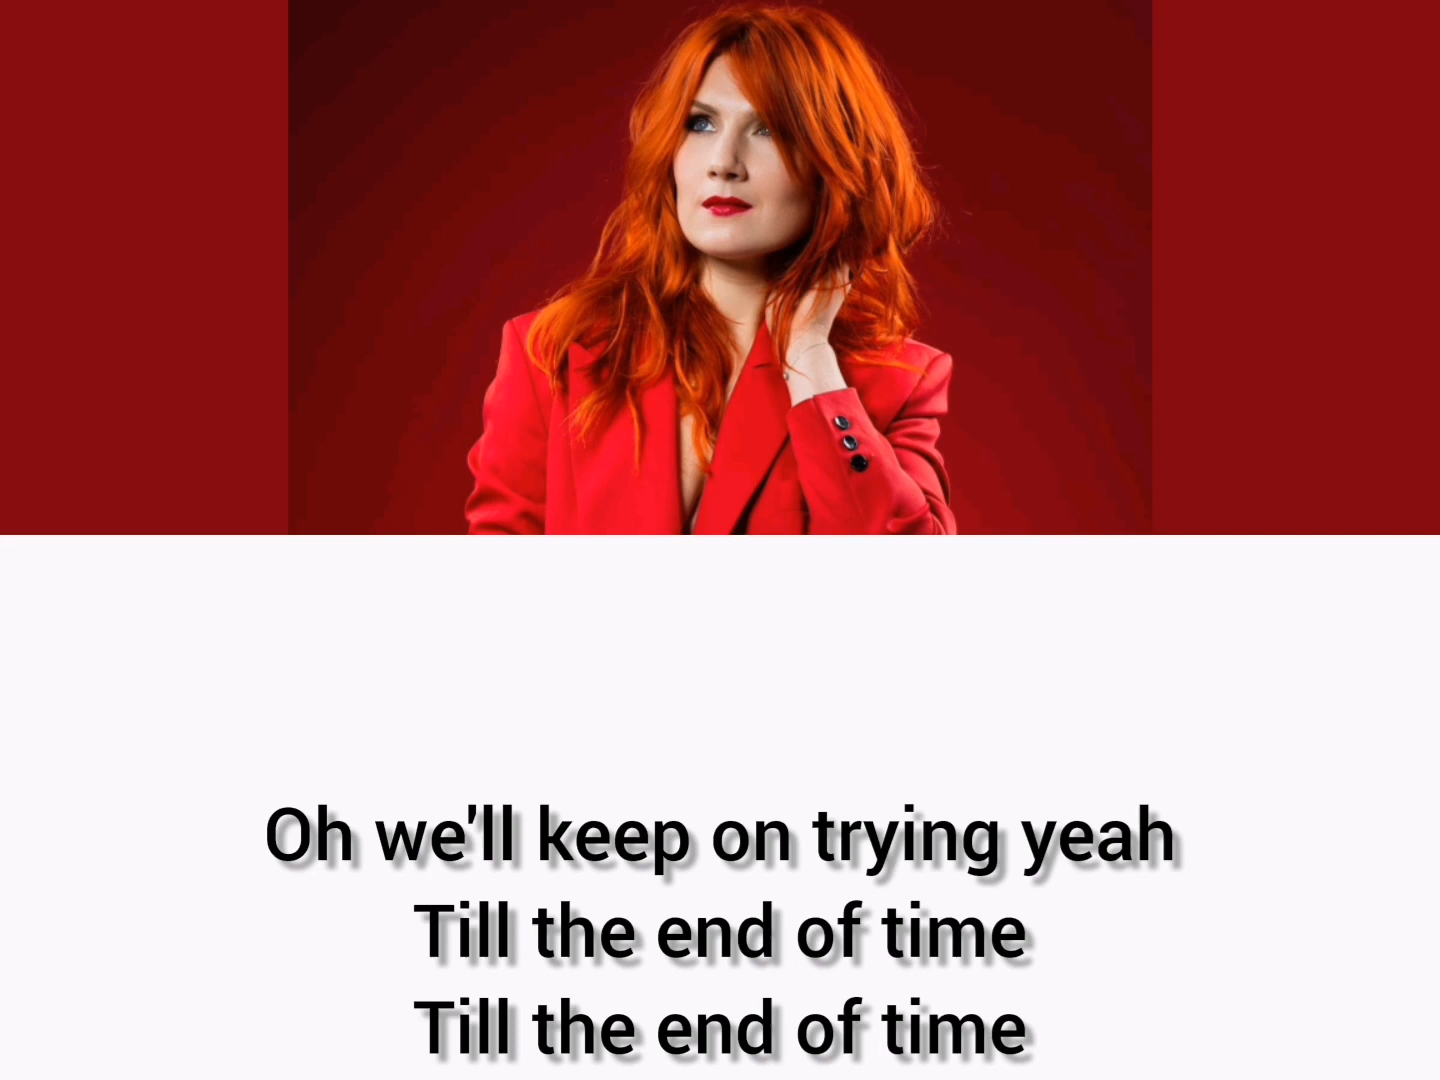 Oh we'll keep on trying yeah
Till the end of time
Till the end of time